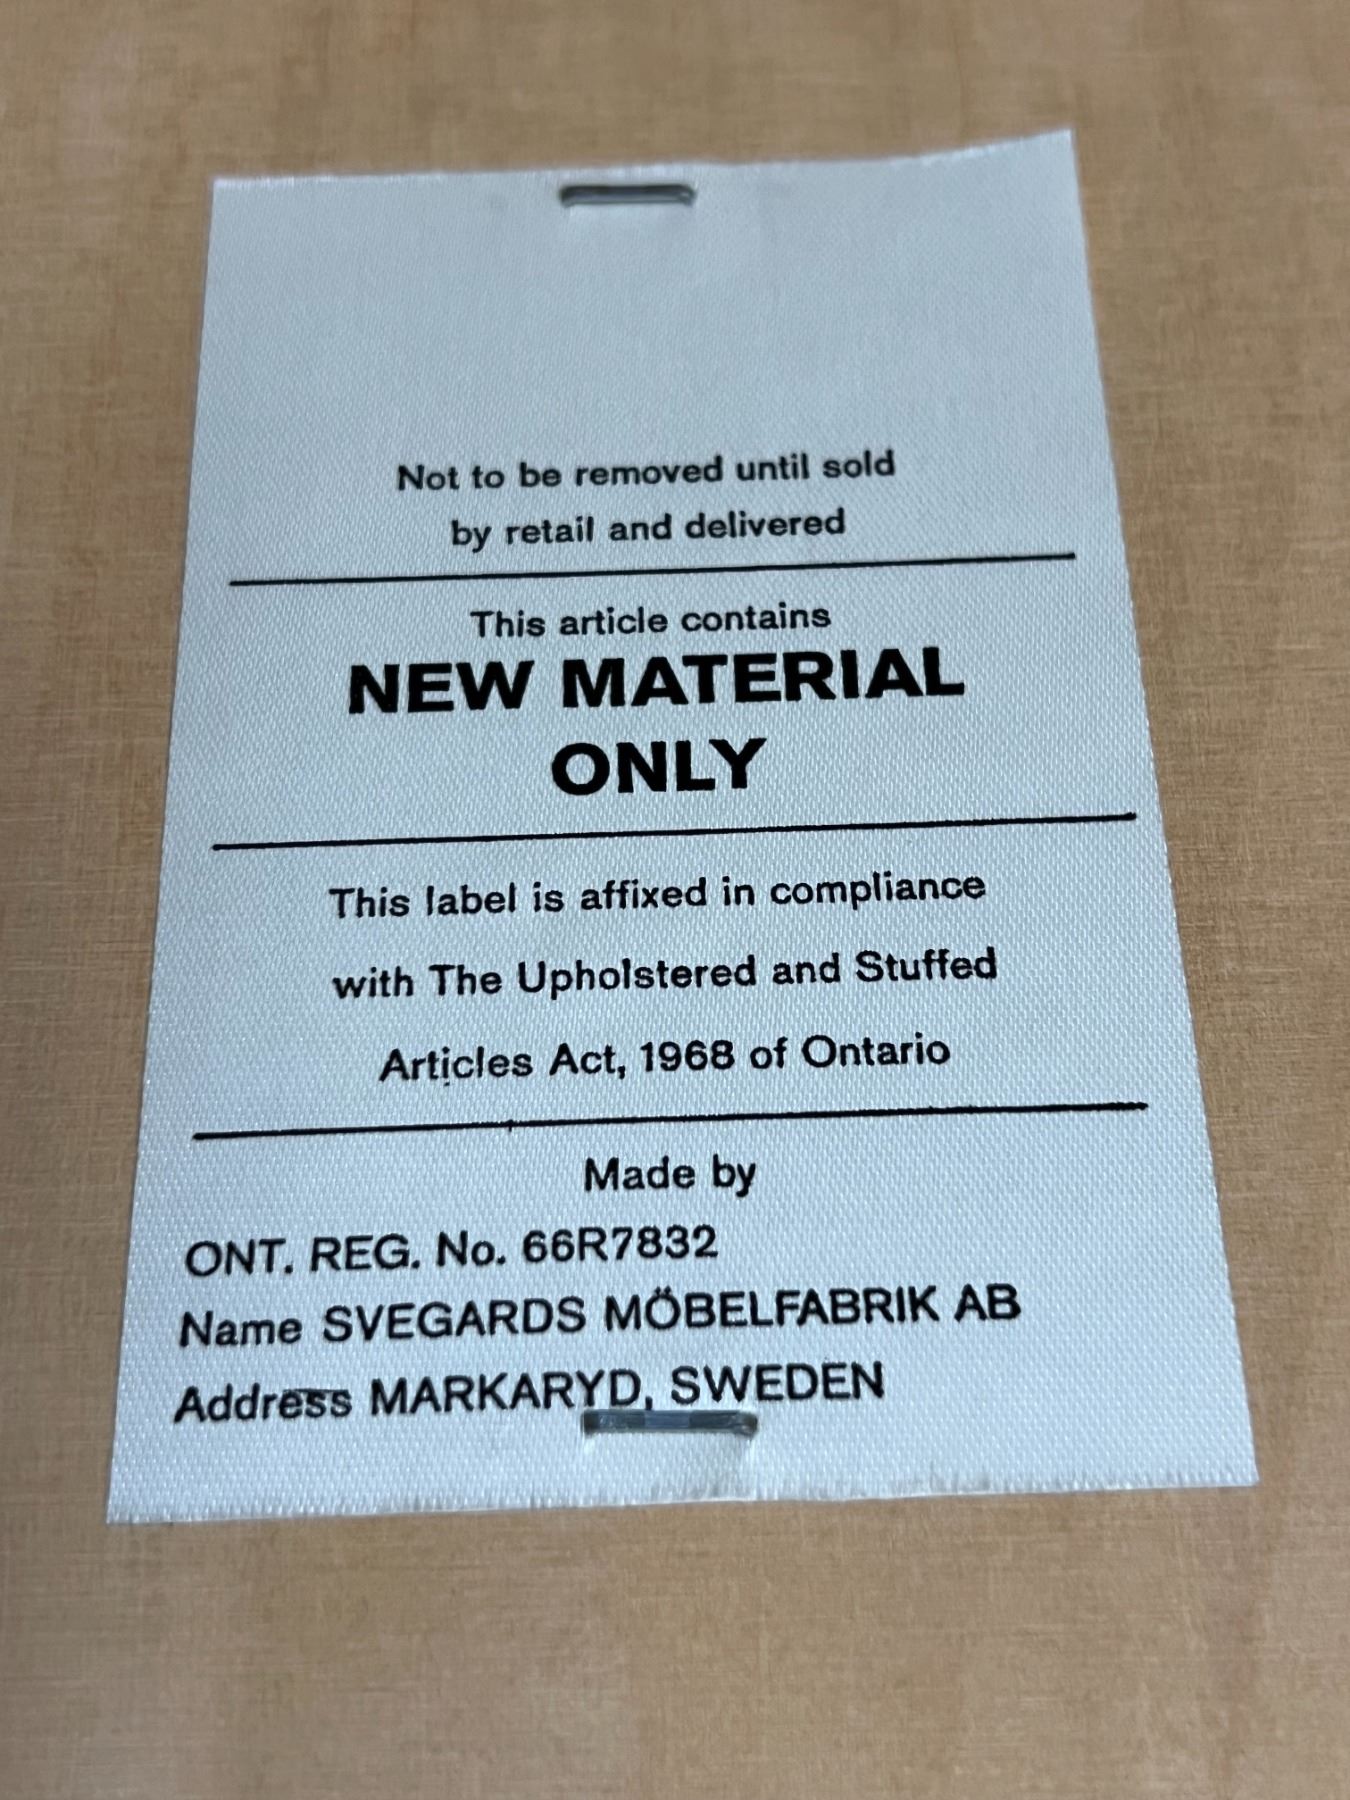 Not to be removed until sold
by retail and delivered
This article contains
NEW MATERIAL
ONLY
This label is affixed in compliance
with The Upholstered and Stuffed
Articles Act, 1968 of Ontario
Made by
ONT. REG. No. 66R7832
Name SVEGARDS MÖBELFABRIK AB
Address MARKARYD, SWEDEN